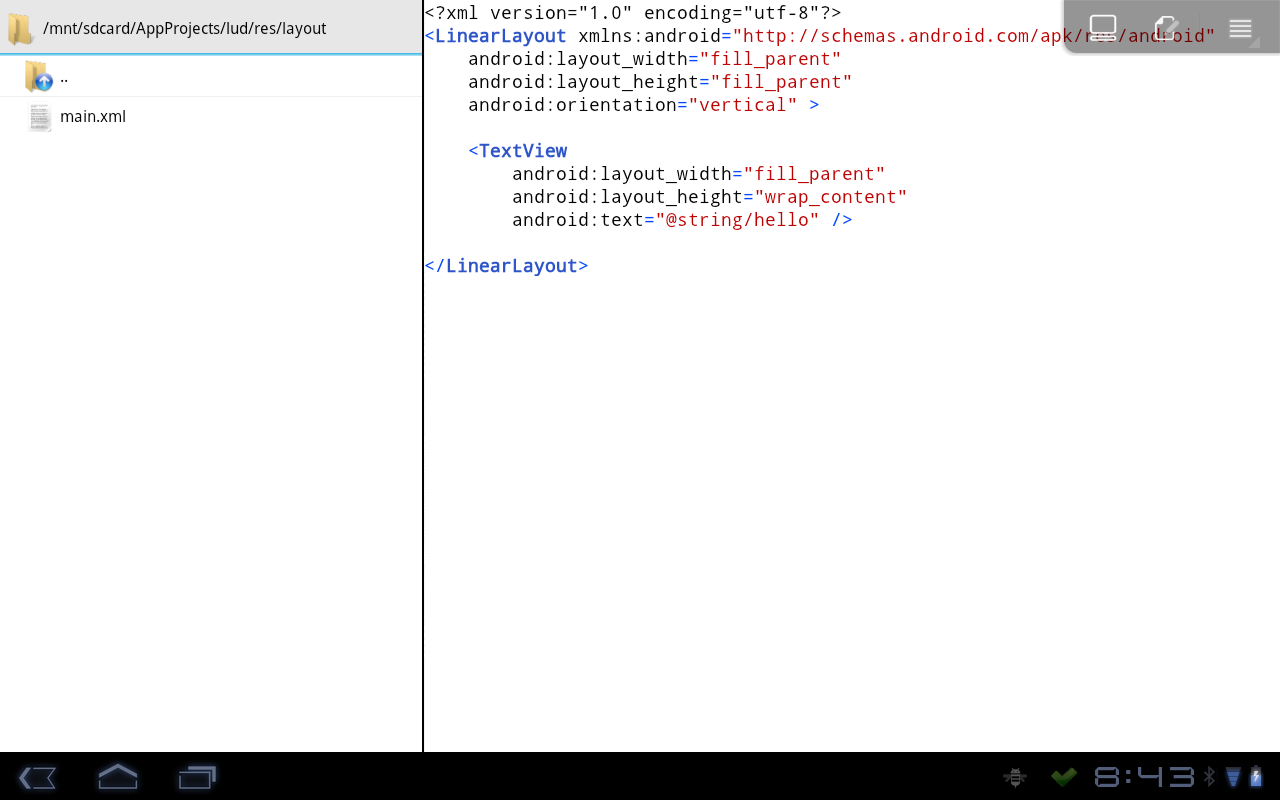 /mnt/sdcard/AppProjects/lud/res/layout
..
main.xml
<?xml version="1.0" encoding="utf-8"?>
<LinearLayout xmlns:android="http://schemas.android.com/apk/res/android"
    android:layout_width="fill_parent"
    android:layout_height="fill_parent"
    android:orientation="vertical" >

    <TextView
        android:layout_width="fill_parent"
        android:layout_height="wrap_content"
        android:text="@string/hello" />

</LinearLayout>
8:43